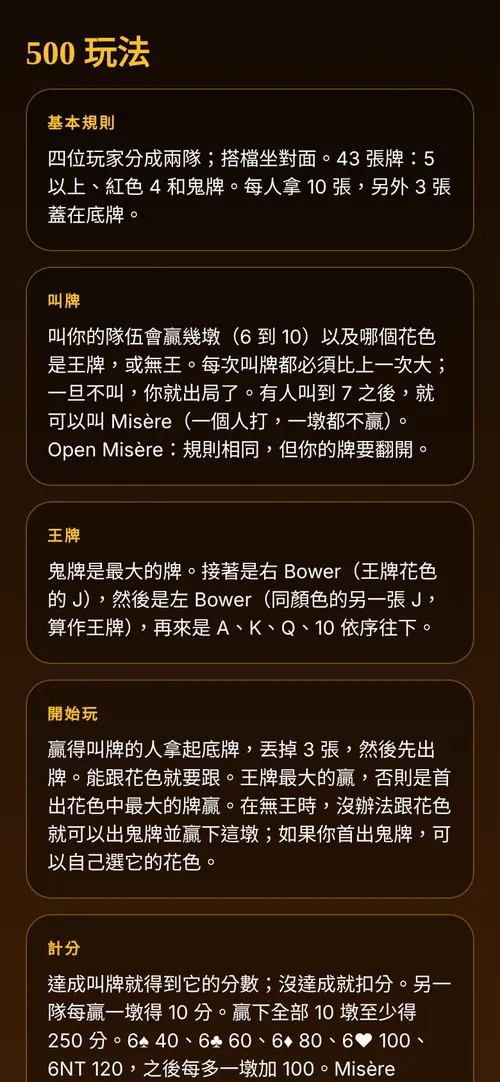 500 玩法
基本規則
四位玩家分成兩隊；搭檔坐對面。43 張牌：5
以上、紅色 4 和鬼牌。每人拿 10 張，另外 3 張
蓋在底牌。
叫牌
叫你的隊伍會贏幾墩（6 到 10）以及哪個花色
是王牌，或無王。每次叫牌都必須比上一次大；
一旦不叫，你就出局了。有人叫到 7 之後，就
可以叫 Misère（一個人打，一墩都不贏）。
Open Misère：規則相同，但你的牌要翻開。
王牌
鬼牌是最大的牌。接著是右 Bower（王牌花色
的 J），然後是左 Bower（同顏色的另一張 J，
算作王牌），再來是 A、K、Q、10 依序往下。
開始玩
贏得叫牌的人拿起底牌，丟掉 3 張，然後先出
牌。能跟花色就要跟。王牌最大的贏，否則是首
出花色中最大的牌贏。在無王時，沒辦法跟花色
就可以出鬼牌並贏下這墩；如果你首出鬼牌，可
以自己選它的花色。
計分
達成叫牌就得到它的分數；沒達成就扣分。另一
隊每贏一墩得 10 分。贏下全部 10 墩至少得
250 分。6♠ 40、6♣ 60、6♦ 80、6♥ 100、
6NT 120，之後每多一墩加 100。Misère